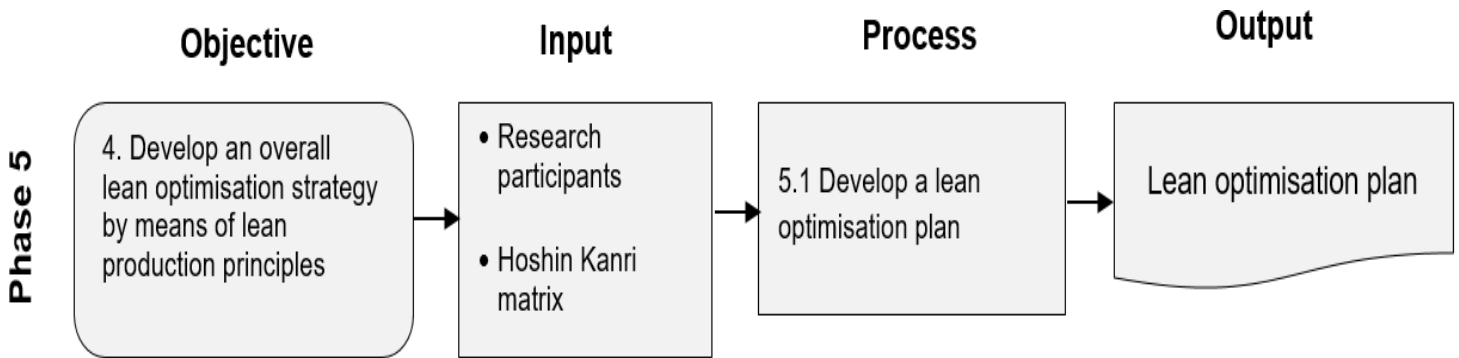 Objective
Input
Process
Output
Phase 5
4. Develop an overall
lean optimisation strategy
by means of lean
production principles
• Research
participants
• Hoshin Kanri
matrix
5.1 Develop a lean
optimisation plan
Lean optimisation plan